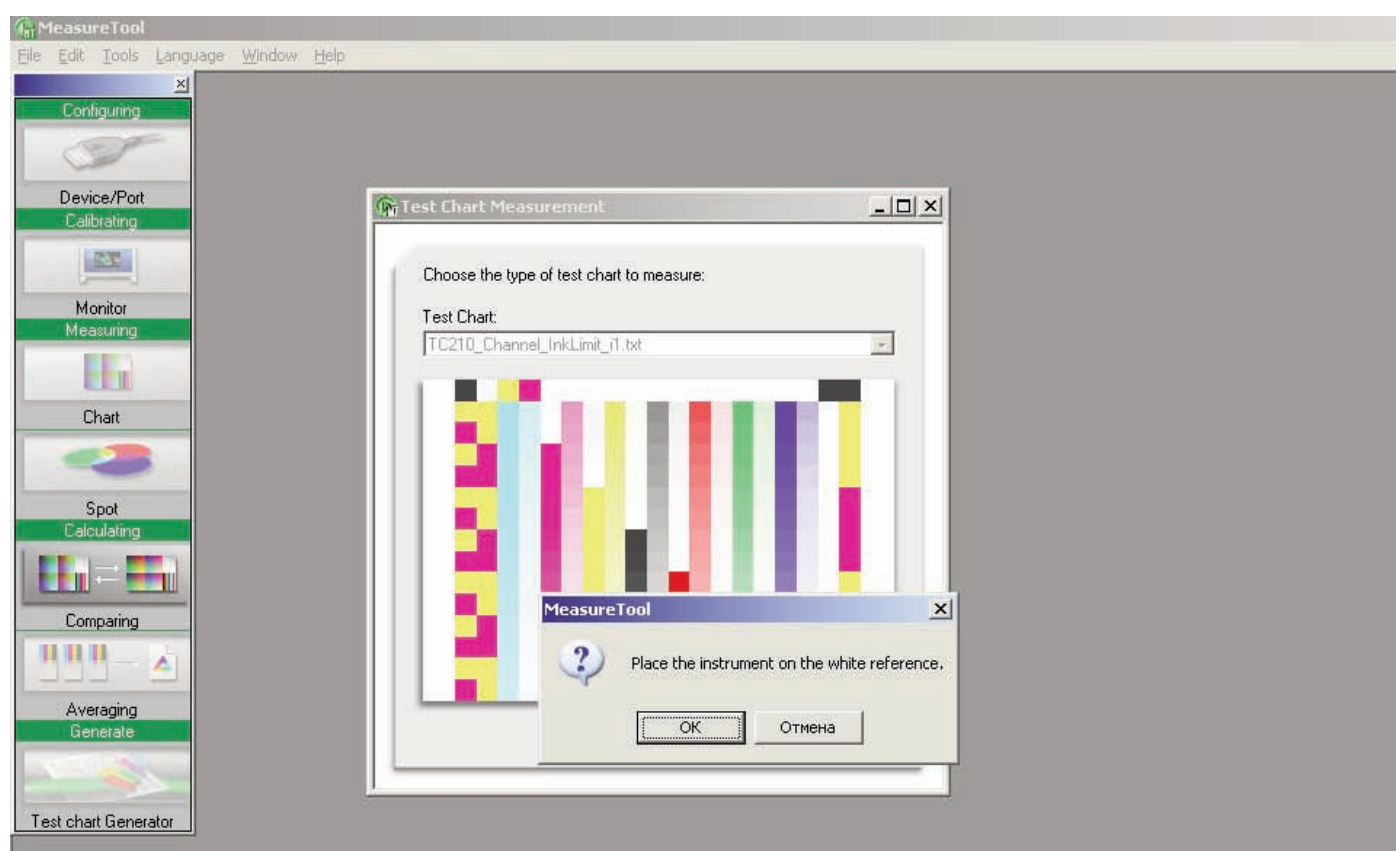 MeasureTool
File Edit Tools Language Window Help
Configuring
Device/Port
Calibrating
Monitor
Measuring
Chart
Spot
Calculating
Comparing
Averaging
Generate
Test chart Generator
Test Chart Measurement
Choose the type of test chart to measure:
Test Chart:
TC210_Channel_InkLimit_i1.txt
MeasureTool
Place the instrument on the white reference.
OK Отмена